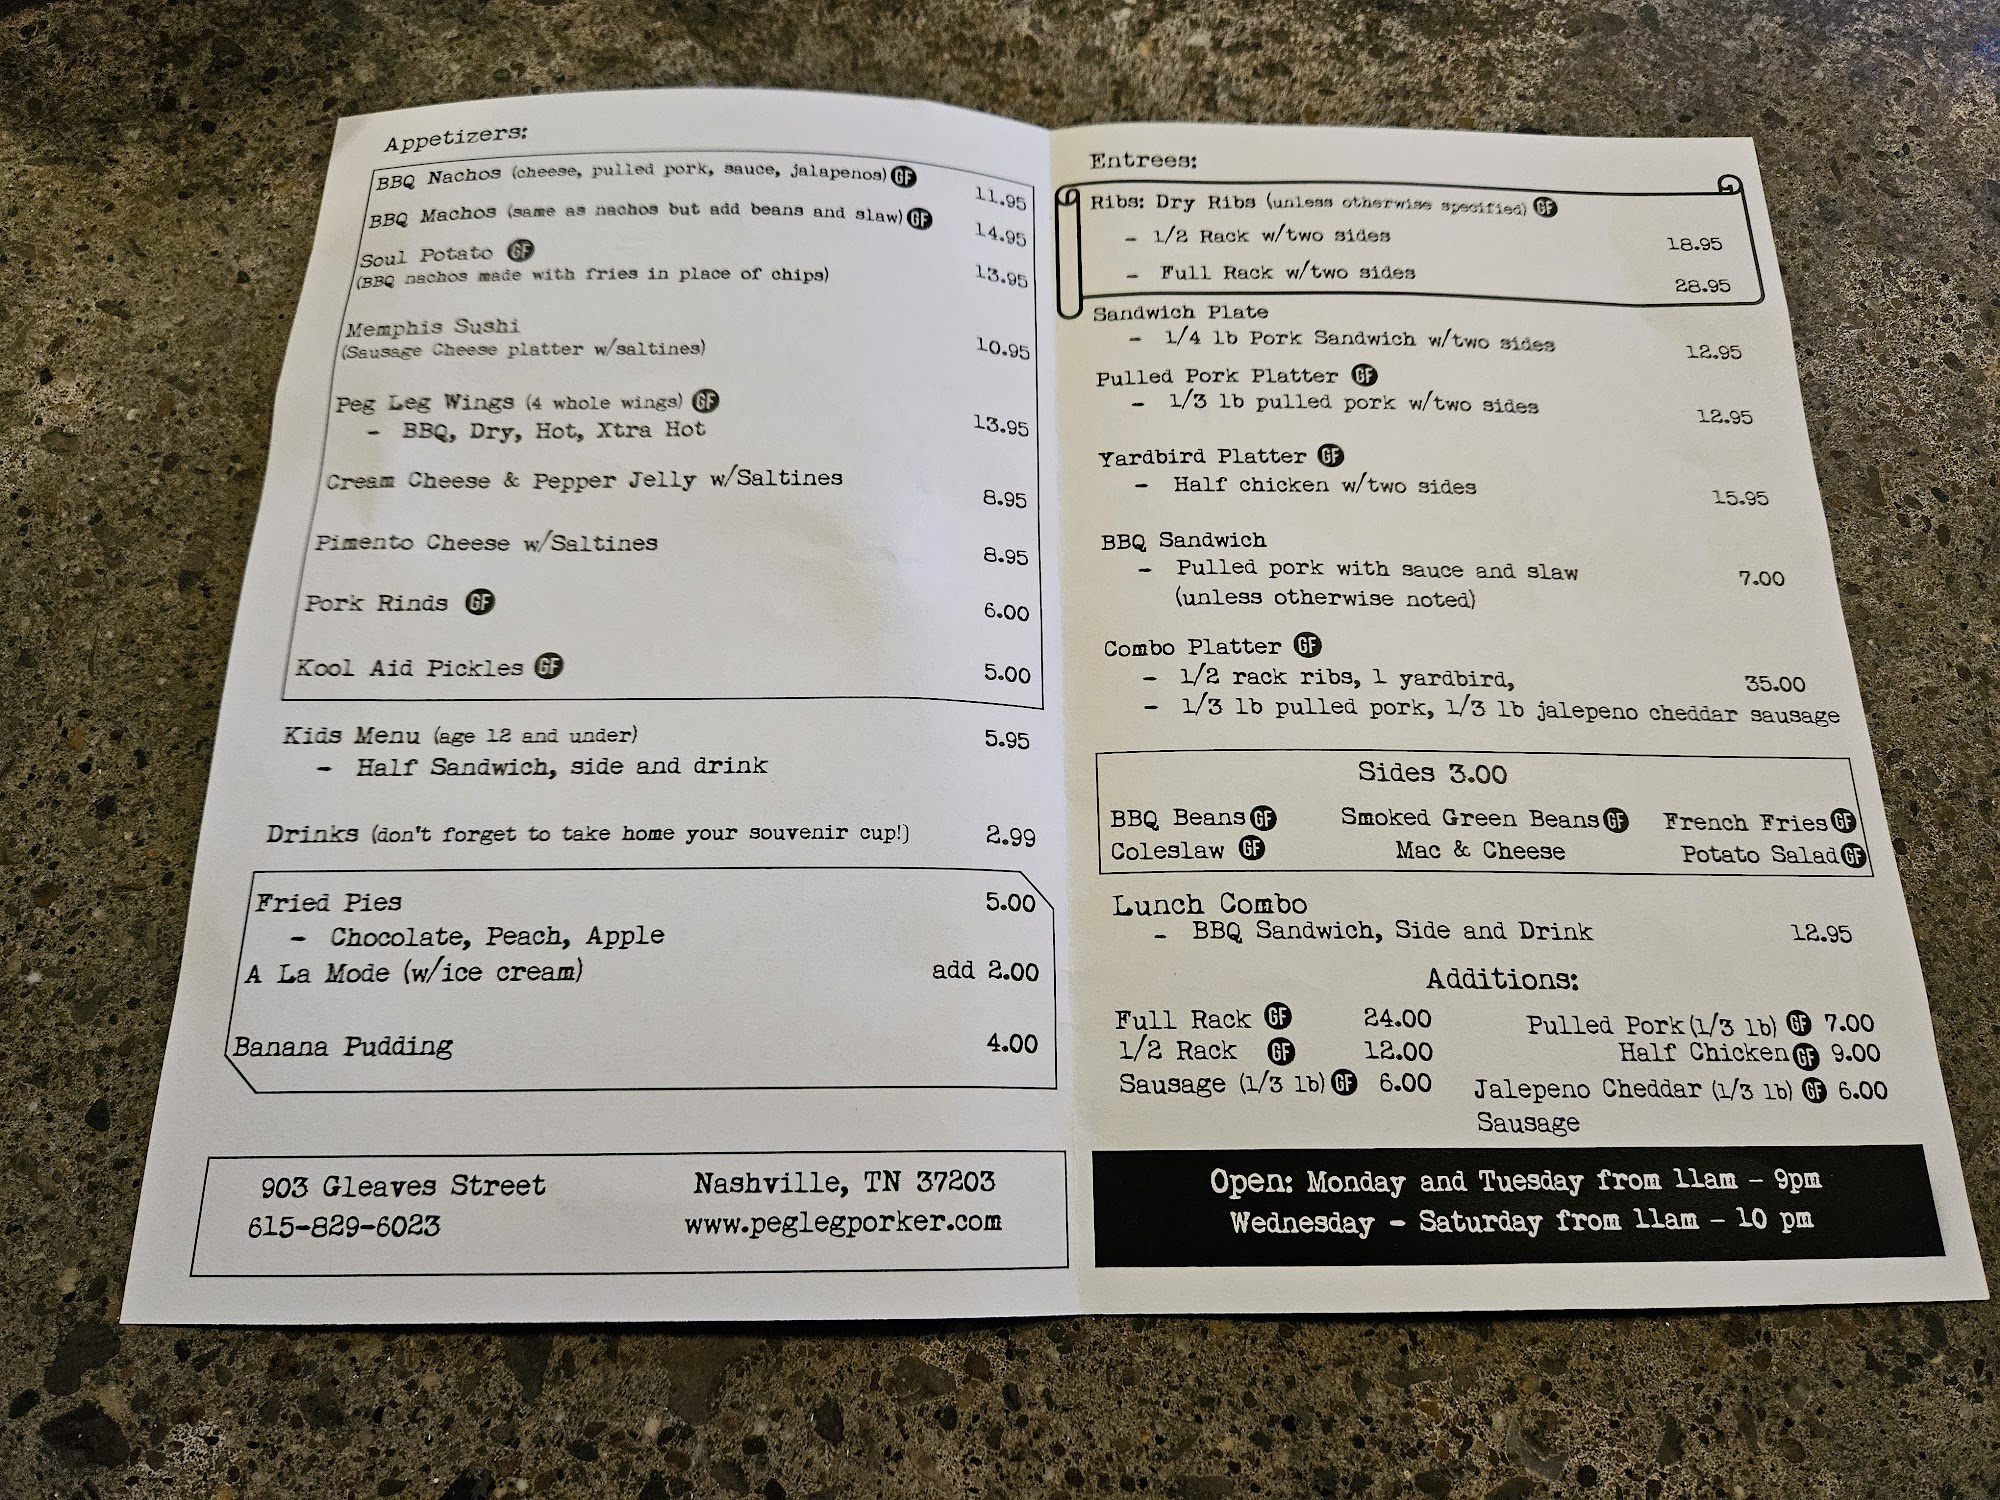 Appetizers:
BBQ Nachos (cheese, pulled pork, sauce, jalapenos) GF 11.95
BBQ Machos (same as nachos but add beans and slaw) GF 14.95
Soul Potato GF
(BBQ nachos made with fries in place of chips) 13.95
Memphis Sushi
(Sausage Cheese platter w/saltines) 10.95
Peg Leg Wings (4 whole wings) GF
- BBQ, Dry, Hot, Xtra Hot 13.95
Cream Cheese & Pepper Jelly w/Saltines 8.95
Pimento Cheese w/Saltines 8.95
Pork Rinds GF 6.00
Kool Aid Pickles GF 5.00
Kids Menu (age 12 and under) 5.95
- Half Sandwich, side and drink
Drinks (don't forget to take home your souvenir cup!) 2.99
Fried Pies 5.00
- Chocolate, Peach, Apple
A La Mode (w/ice cream) add 2.00
Banana Pudding 4.00
903 Gleaves Street Nashville, TN 37203
615-829-6023 www.peglegporker.com
Entrees:
Ribs: Dry Ribs (unless otherwise specified) GF
- 1/2 Rack w/two sides 18.95
- Full Rack w/two sides 28.95
Sandwich Plate
- 1/4 lb Pork Sandwich w/two sides 12.95
Pulled Pork Platter GF
- 1/3 lb pulled pork w/two sides 12.95
Yardbird Platter GF
- Half chicken w/two sides 15.95
BBQ Sandwich
- Pulled pork with sauce and slaw 7.00
(unless otherwise noted)
Combo Platter GF
- 1/2 rack ribs, 1 yardbird, 35.00
- 1/3 lb pulled pork, 1/3 lb jalepeno cheddar sausage
Sides 3.00
BBQ Beans GF Smoked Green Beans GF French Fries GF
Coleslaw GF Mac & Cheese Potato Salad GF
Lunch Combo
- BBQ Sandwich, Side and Drink 12.95
Additions:
Full Rack GF 24.00 Pulled Pork (1/3 lb) GF 7.00
1/2 Rack GF 12.00 Half Chicken GF 9.00
Sausage (1/3 lb) GF 6.00 Jalepeno Cheddar (1/3 lb) GF 6.00
Sausage
Open: Monday and Tuesday from 11am - 9pm
Wednesday - Saturday from 11am - 10 pm